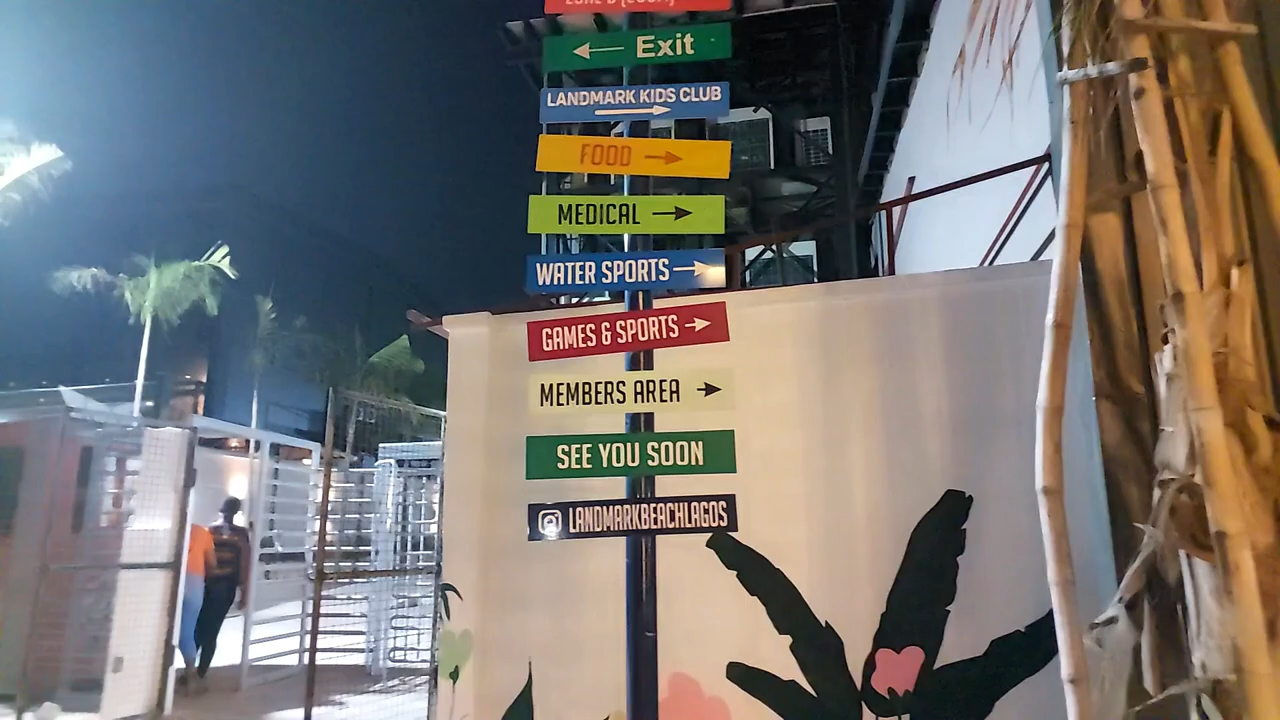 Exit
LANDMARK KIDS CLUB
FOOD
MEDICAL
WATER SPORTS
GAMES & SPORTS
MEMBERS AREA
SEE YOU SOON
LANDMARKBEACHLAGOS